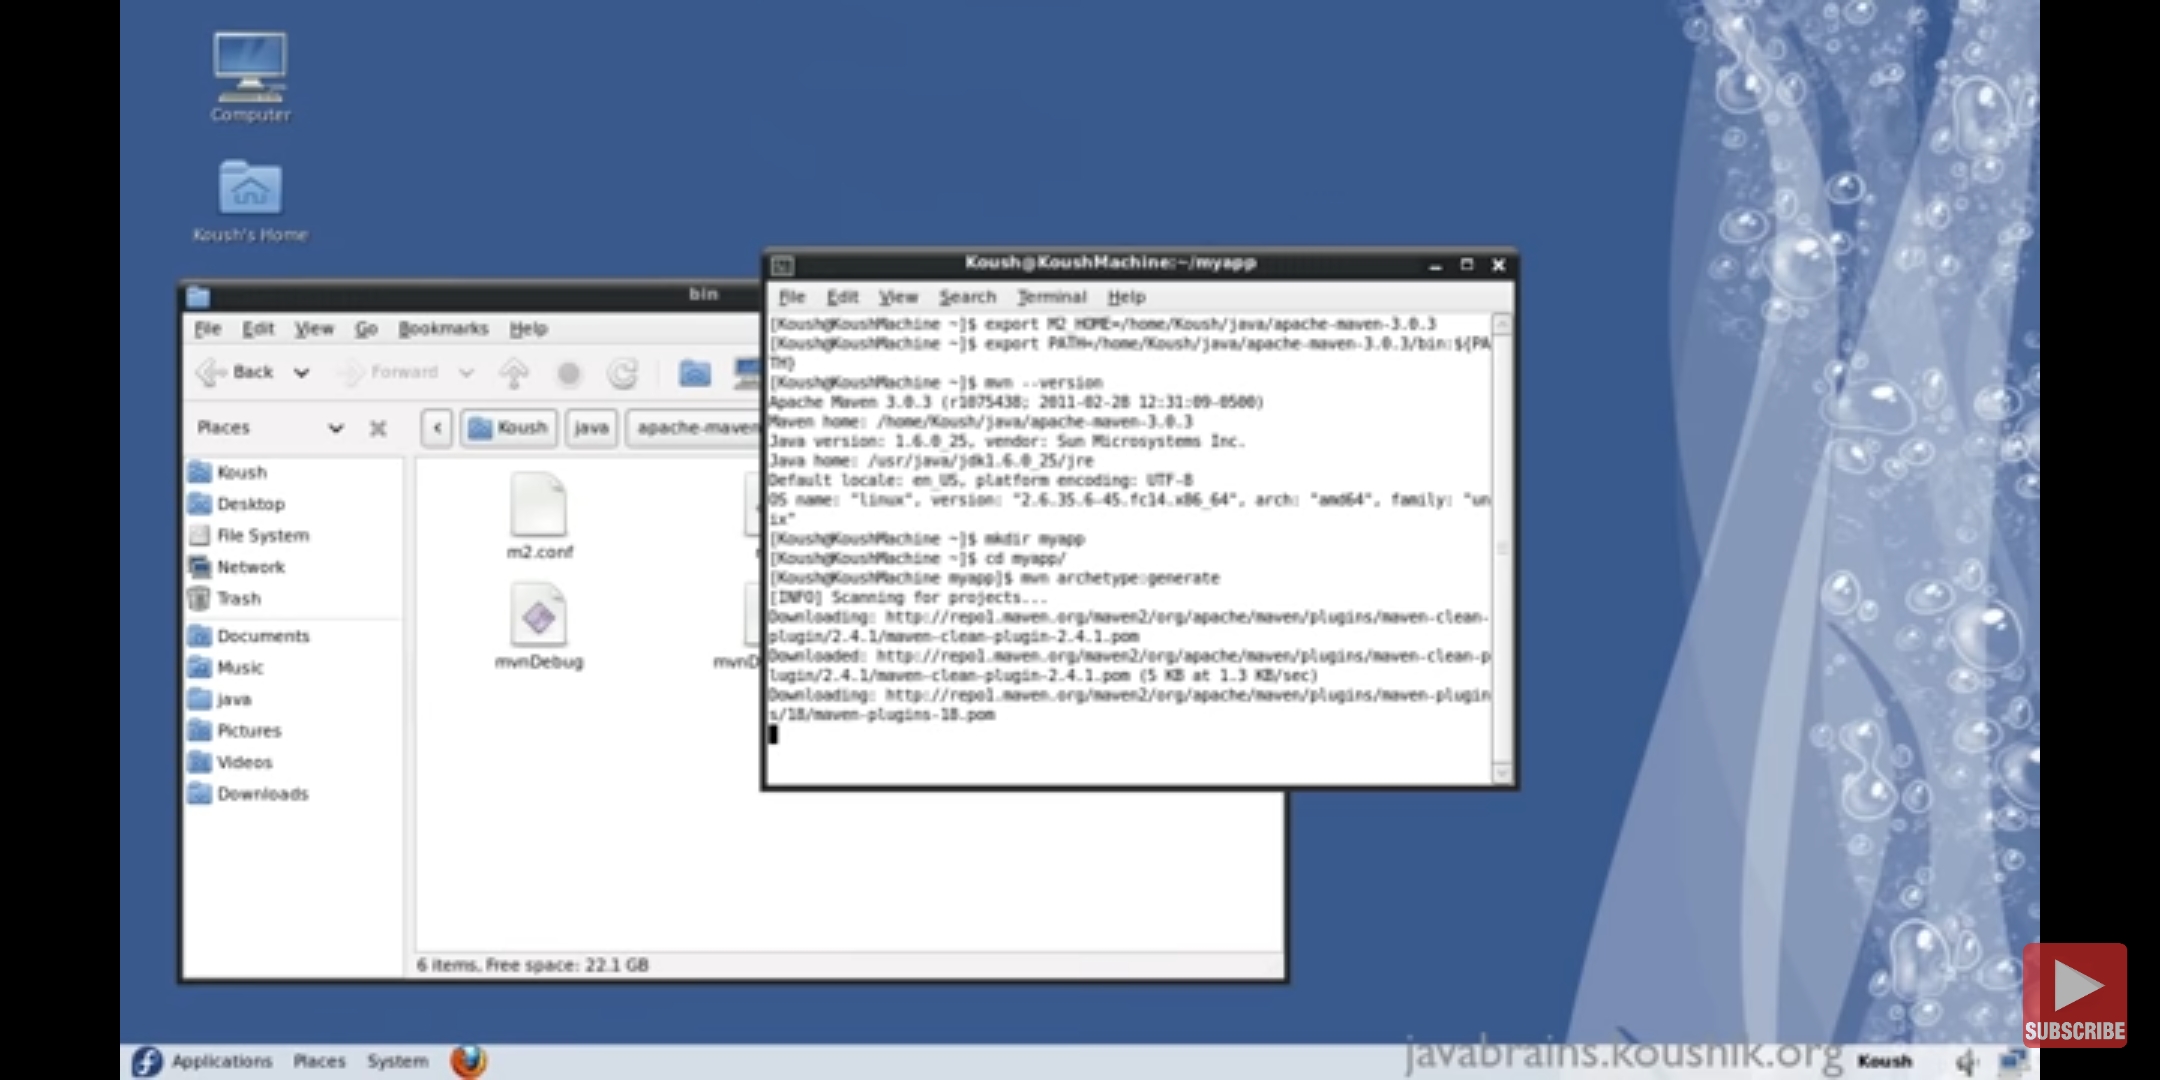 Computer
Koush's Home
bin
File Edit View Go Bookmarks Help
Back Forward
Places
Koush java apache-maven
Koush
Desktop
File System
Network
Trash
Documents
Music
java
Pictures
Videos
Downloads
m2.conf
mvnDebug
mvnD
6 items, Free space: 22.1 GB
Koush@KoushMachine:~/myapp
File Edit View Search Terminal Help
[Koush@KoushMachine ~]$ export M2_HOME=/home/Koush/java/apache-maven-3.0.3
[Koush@KoushMachine ~]$ export PATH=/home/Koush/java/apache-maven-3.0.3/bin:${PA
TH}
[Koush@KoushMachine ~]$ mvn --version
Apache Maven 3.0.3 (r1075438; 2011-02-28 12:31:09-0500)
Maven home: /home/Koush/java/apache-maven-3.0.3
Java version: 1.6.0_25, vendor: Sun Microsystems Inc.
Java home: /usr/java/jdk1.6.0_25/jre
Default locale: en_US, platform encoding: UTF-8
OS name: "linux", version: "2.6.35.6-45.fc14.x86_64", arch: "amd64", family: "un
ix"
[Koush@KoushMachine ~]$ mkdir myapp
[Koush@KoushMachine ~]$ cd myapp/
[Koush@KoushMachine myapp]$ mvn archetype:generate
[INFO] Scanning for projects...
Downloading: http://repo1.maven.org/maven2/org/apache/maven/plugins/maven-clean-
plugin/2.4.1/maven-clean-plugin-2.4.1.pom
Downloaded: http://repo1.maven.org/maven2/org/apache/maven/plugins/maven-clean-p
lugin/2.4.1/maven-clean-plugin-2.4.1.pom (5 KB at 1.3 KB/sec)
Downloading: http://repo1.maven.org/maven2/org/apache/maven/plugins/maven-plugin
s/18/maven-plugins-18.pom
SUBSCRIBE
Applications Places System
javabrains.koushik.org
Koush